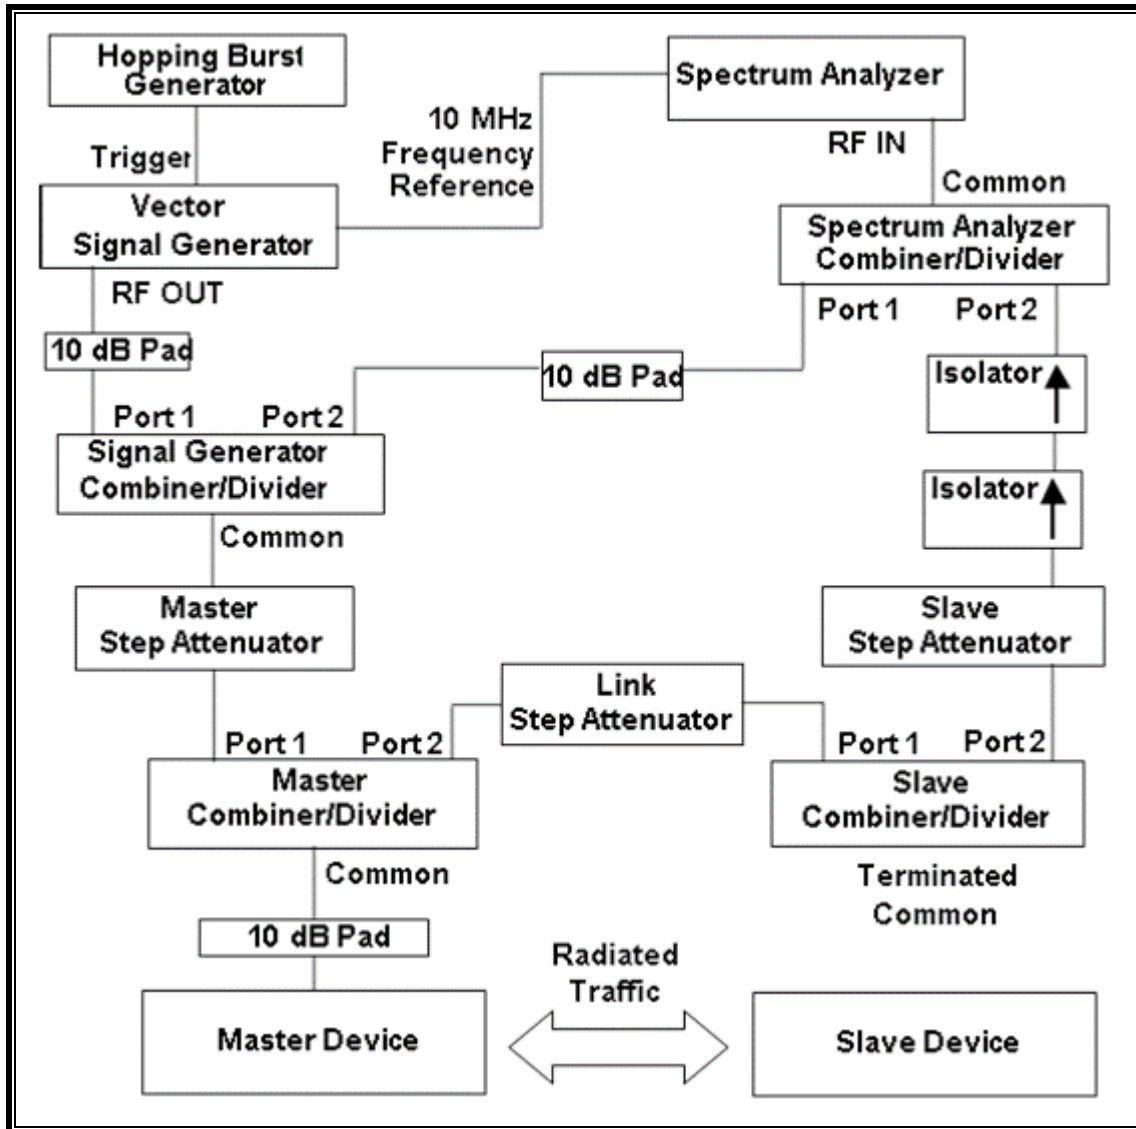 Hopping Burst
Generator
Spectrum Analyzer
10 MHz
Frequency
Reference
RF IN
Trigger
Common
Vector
Signal Generator
Spectrum Analyzer
Combiner/Divider
RF OUT
Port 1
Port 2
10 dB Pad
10 dB Pad
Isolator
Port 1
Port 2
Signal Generator
Combiner/Divider
Isolator
Common
Master
Step Attenuator
Slave
Step Attenuator
Link
Step Attenuator
Port 1
Port 2
Port 1
Port 2
Master
Combiner/Divider
Slave
Combiner/Divider
Common
Terminated
Common
10 dB Pad
Radiated
Traffic
Master Device
Slave Device